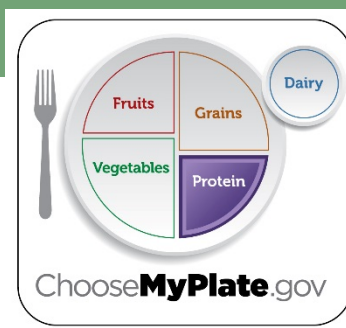 Fruits
Grains
Dairy
Vegetables
Protein
ChooseMyPlate.gov